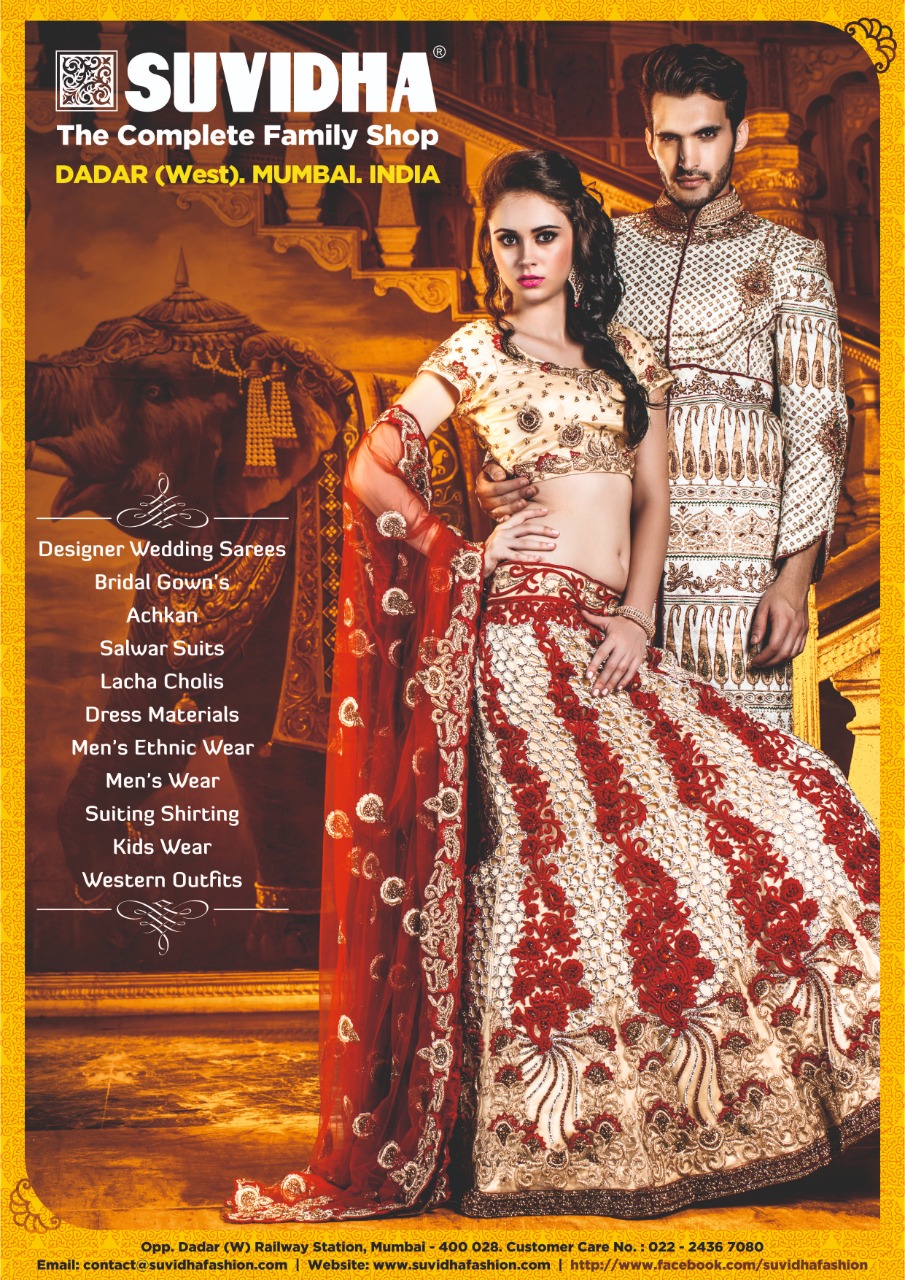 SUVIDHA®
The Complete Family Shop
DADAR (West). MUMBAI. INDIA
Designer Wedding Sarees
Bridal Gown's
Achkan
Salwar Suits
Lacha Cholis
Dress Materials
Men's Ethnic Wear
Men's Wear
Suiting Shirting
Kids Wear
Western Outfits
Opp. Dadar (W) Railway Station, Mumbai - 400 028. Customer Care No. : 022 - 2436 7080
Email: contact@suvidhafashion.com | Website: www.suvidhafashion.com | http://www.facebook.com/suvidhafashion